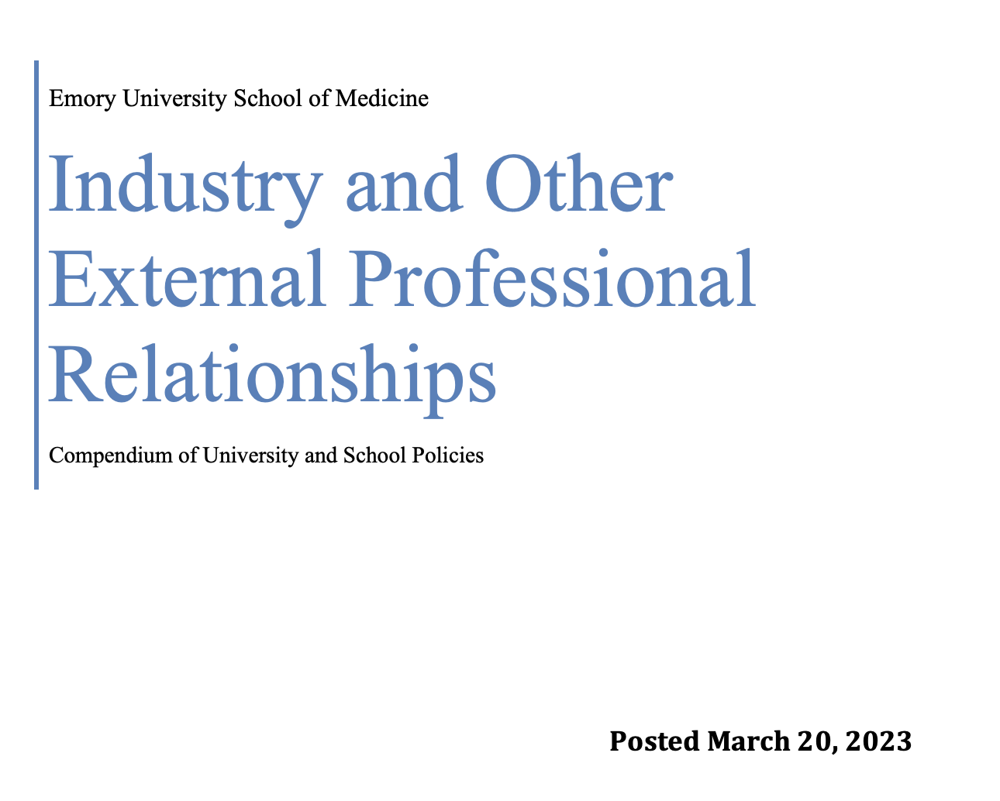 Emory University School of Medicine
Industry and Other
External Professional
Relationships
Compendium of University and School Policies
Posted March 20, 2023